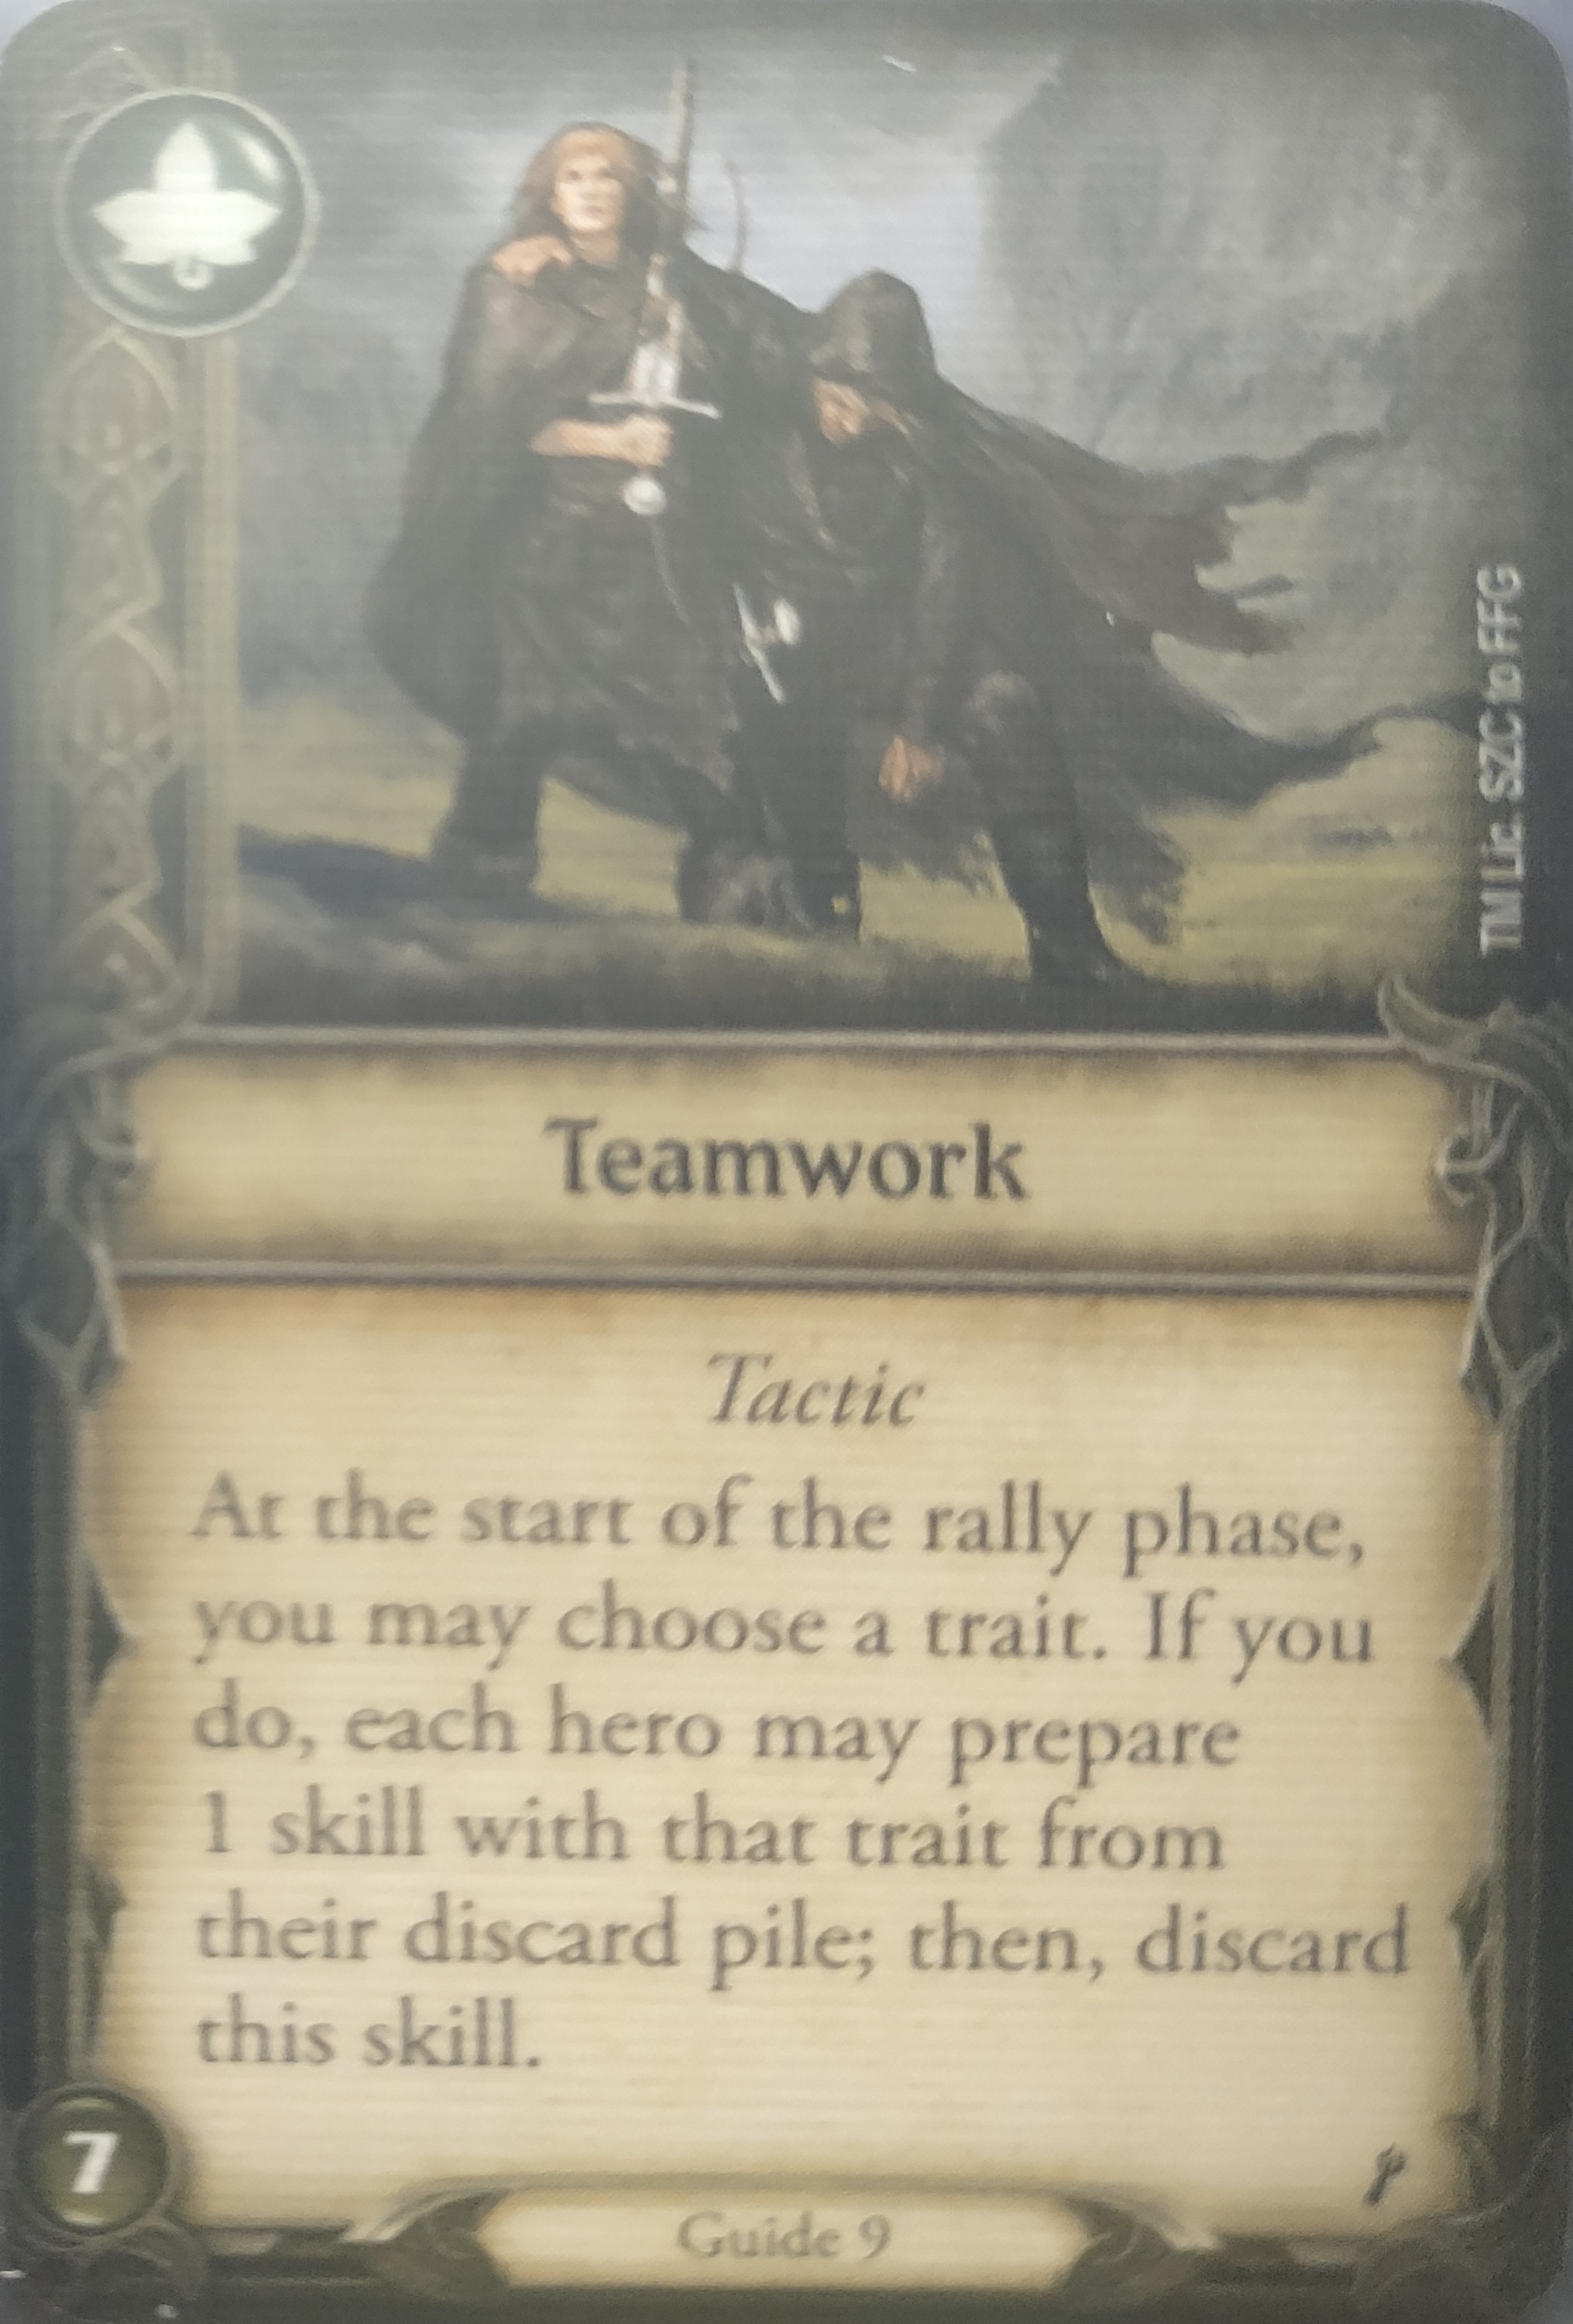 TM Lic. SZC to FFG
Teamwork
Tactic
At the start of the rally phase,
you may choose a trait. If you
do, each hero may prepare
1 skill with that trait from
their discard pile; then, discard
this skill.
7
Guide 9